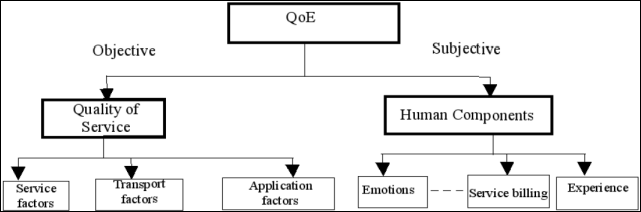 QoE
Objective
Subjective
Quality of
Service
Human Components
Service
factors
Transport
factors
Application
factors
Emotions
Service billing
Experience